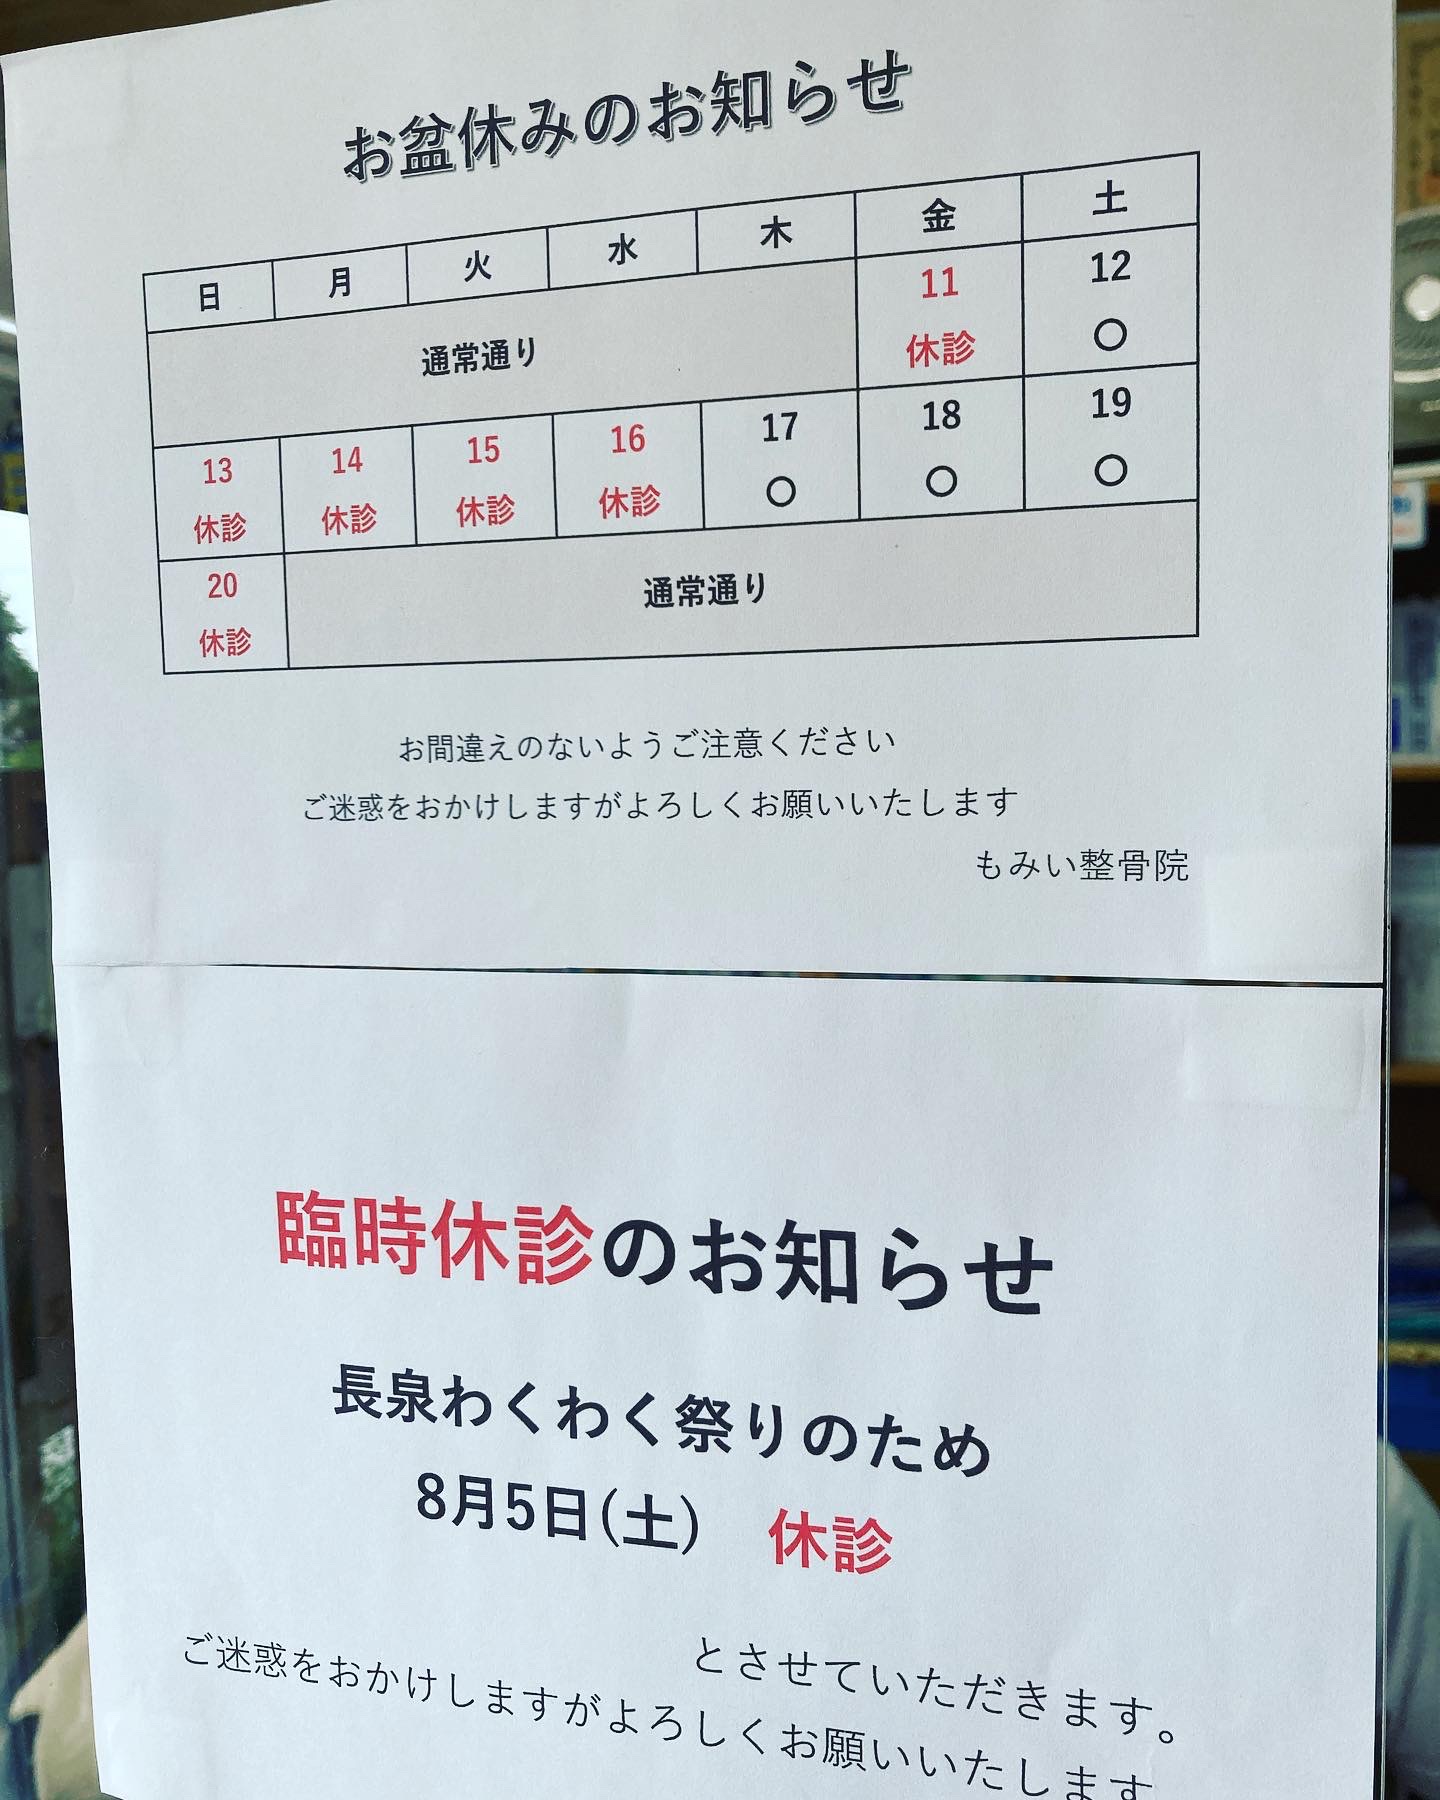 お盆休みのお知らせ
日 月 火 水 木 金 土
通常通り 11 12
休診 ○
13 14 15 16 17 18 19
休診 休診 休診 休診 ○ ○ ○
20 通常通り
休診
お間違えのないようご注意ください
ご迷惑をおかけしますがよろしくお願いいたします
もみい整骨院
臨時休診のお知らせ
長泉わくわく祭りのため
8月5日(土) 休診
とさせていただきます。
ご迷惑をおかけしますがよろしくお願いいたします